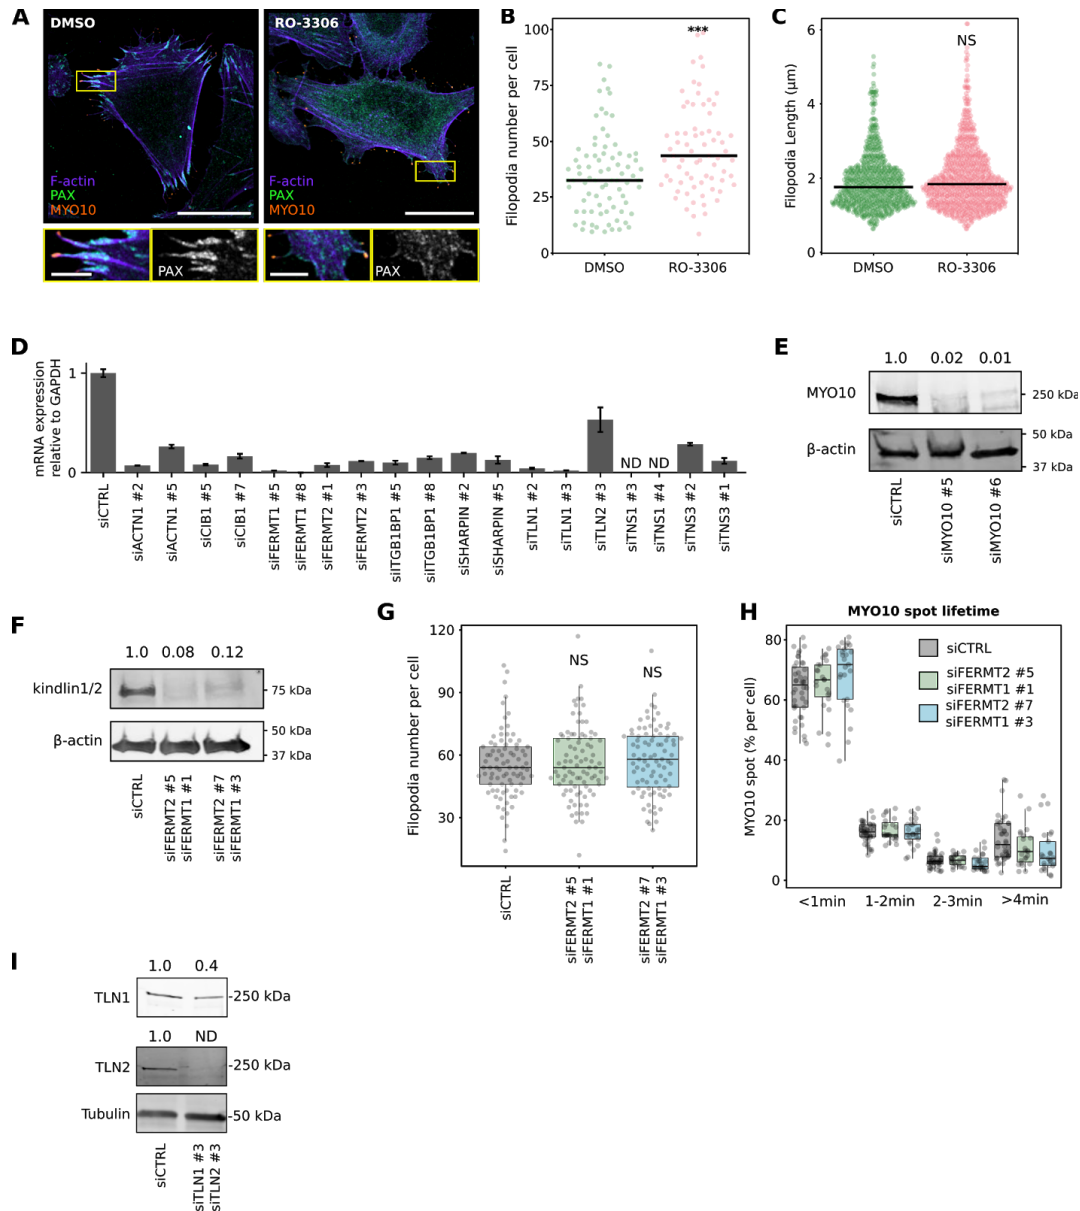 A
DMSO
F-actin
PAX
MYO10
PAX
RO-3306
F-actin
PAX
MYO10
PAX
B
Filopodia number per cell
100
75
50
25
0
***
DMSO
RO-3306
C
Filopodia Length (µm)
6
4
2
0
NS
DMSO
RO-3306
D
mRNA expression
relative to GAPDH
1
0
ND
ND
siCTRL
siACTN1 #2
siACTN1 #5
siCIB1 #5
siCIB1 #7
siFERMT1 #5
siFERMT1 #8
siFERMT2 #1
siFERMT2 #3
siITGB1BP1 #5
siITGB1BP1 #8
siSHARPIN #2
siSHARPIN #5
siTLN1 #2
siTLN1 #3
siTLN2 #3
siTNS1 #3
siTNS1 #4
siTNS3 #2
siTNS3 #1
E
1.0
0.02
0.01
MYO10
250 kDa
β-actin
50 kDa
37 kDa
siCTRL
siMYO10 #5
siMYO10 #6
F
1.0
0.08
0.12
kindlin1/2
75 kDa
β-actin
50 kDa
37 kDa
siCTRL
siFERMT2 #5
siFERMT1 #1
siFERMT2 #7
siFERMT1 #3
G
Filopodia number per cell
120
90
60
30
NS
NS
siCTRL
siFERMT2 #5
siFERMT1 #1
siFERMT2 #7
siFERMT1 #3
H
MYO10 spot lifetime
MYO10 spot (% per cell)
80
60
40
20
0
siCTRL
siFERMT2 #5
siFERMT1 #1
siFERMT2 #7
siFERMT1 #3
<1min
1-2min
2-3min
>4min
I
1.0
0.4
TLN1
-250 kDa
1.0
ND
TLN2
-250 kDa
Tubulin
-50 kDa
siCTRL
siTLN1 #3
siTLN2 #3